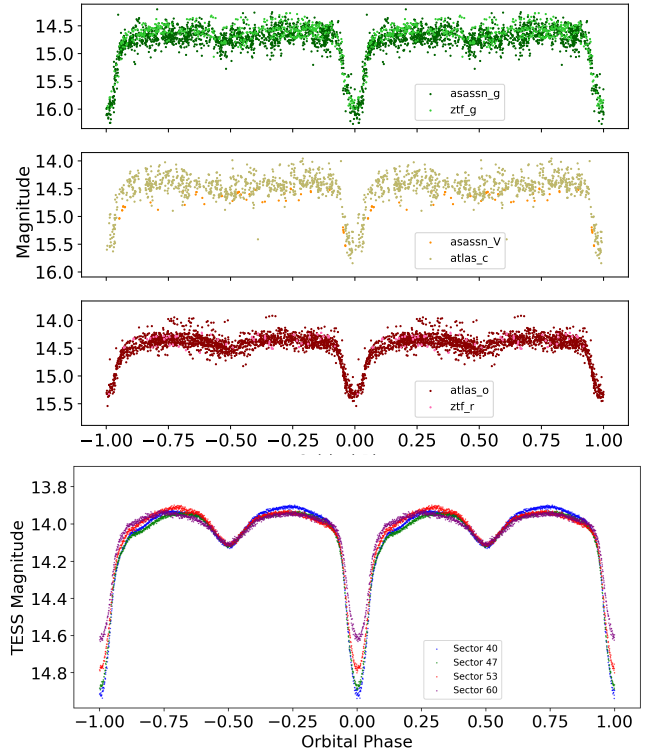 14.5
15.0
15.5
16.0
asassn_g
ztf_g
14.0
14.5
15.0
15.5
16.0
Magnitude
asassn_V
atlas_c
14.0
14.5
15.0
15.5
atlas_o
ztf_r
−1.00 −0.75 −0.50 −0.25 0.00 0.25 0.50 0.75 1.00
13.8
14.0
14.2
14.4
14.6
14.8
TESS Magnitude
Sector 40
Sector 47
Sector 53
Sector 60
−1.00 −0.75 −0.50 −0.25 0.00 0.25 0.50 0.75 1.00
Orbital Phase